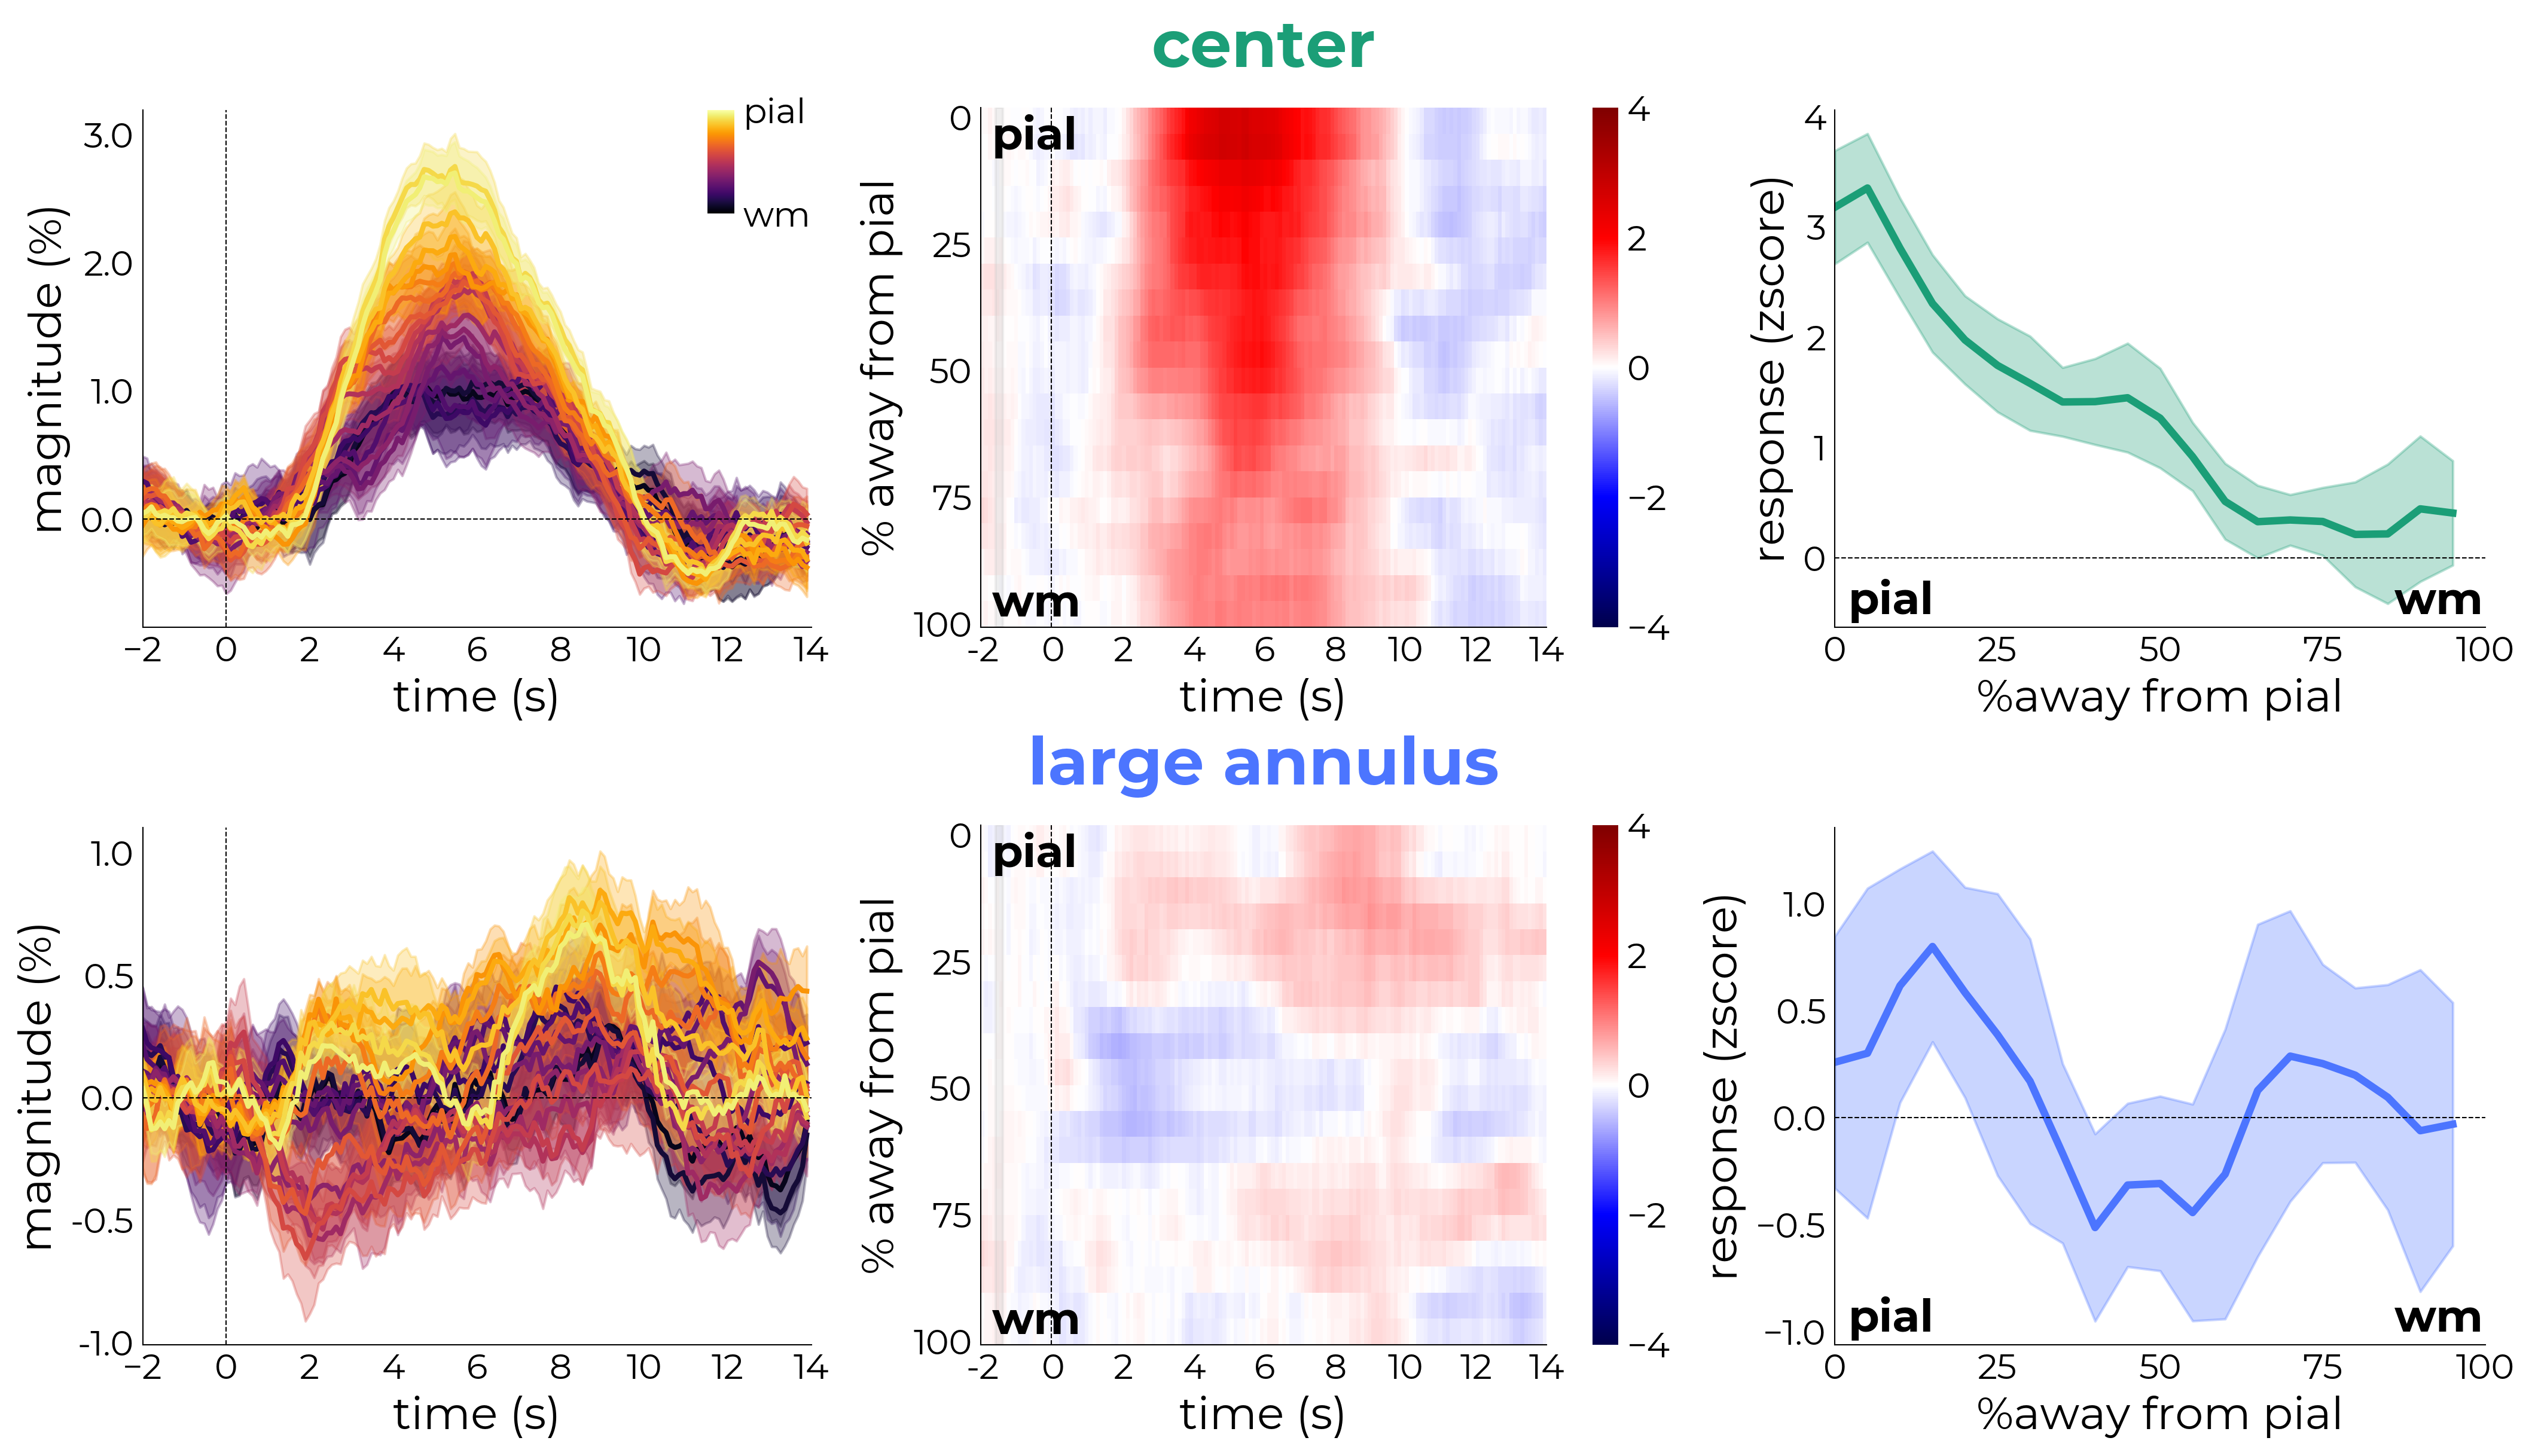 center
magnitude (%)
3.0
2.0
1.0
0.0
pial
wm
−2 0 2 4 6 8 10 12 14
time (s)
% away from pial
0
25
50
75
100
pial
wm
-2 0 2 4 6 8 10 12 14
time (s)
4
2
0
−2
−4
response (zscore)
4
3
2
1
0
pial
wm
0 25 50 75 100
%away from pial
large annulus
magnitude (%)
1.0
0.5
0.0
-0.5
-1.0
−2 0 2 4 6 8 10 12 14
time (s)
% away from pial
0
25
50
75
100
pial
wm
-2 0 2 4 6 8 10 12 14
time (s)
4
2
0
−2
−4
response (zscore)
1.0
0.5
0.0
−0.5
−1.0
pial
wm
0 25 50 75 100
%away from pial